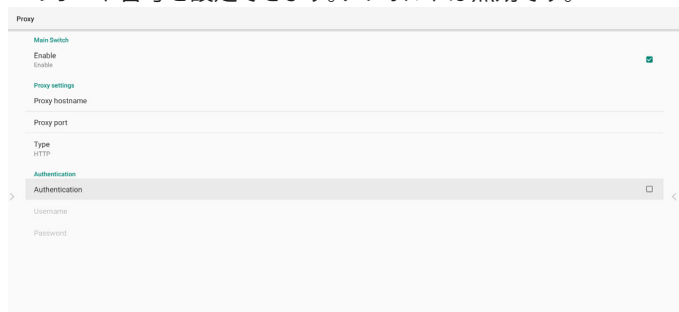 Proxy
Main Switch
Enable
Enable
Proxy settings
Proxy hostname
Proxy port
Type
HTTP
Authentication
Authentication
Username
Password